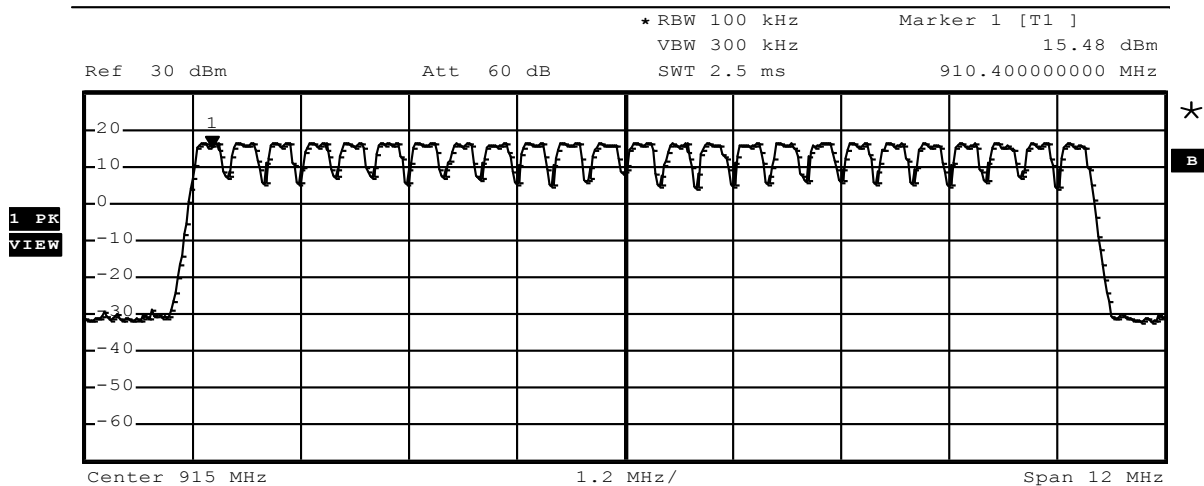 * RBW 100 kHz Marker 1 [T1 ]
VBW 300 kHz 15.48 dBm
Ref 30 dBm Att 60 dB SWT 2.5 ms 910.400000000 MHz
*
20
1
10
B
0
1 PK
VIEW
-10
-20
-30
-40
-50
-60
Center 915 MHz 1.2 MHz/ Span 12 MHz